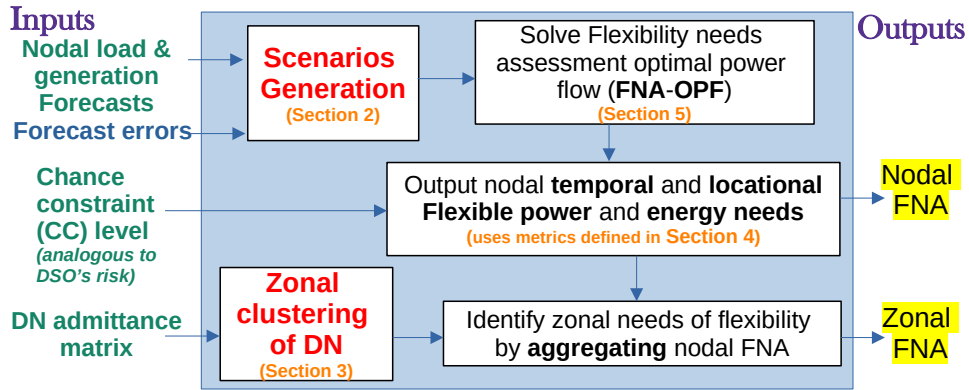 Inputs
Nodal load &
generation
Forecasts
Forecast errors
Chance
constraint
(CC) level
(analogous to
DSO's risk)
DN admittance
matrix
Scenarios
Generation
(Section 2)
Solve Flexibility needs
assessment optimal power
flow (FNA-OPF)
(Section 5)
Output nodal temporal and locational
Flexible power and energy needs
(uses metrics defined in Section 4)
Zonal
clustering
of DN
(Section 3)
Identify zonal needs of flexibility
by aggregating nodal FNA
Outputs
Nodal
FNA
Zonal
FNA